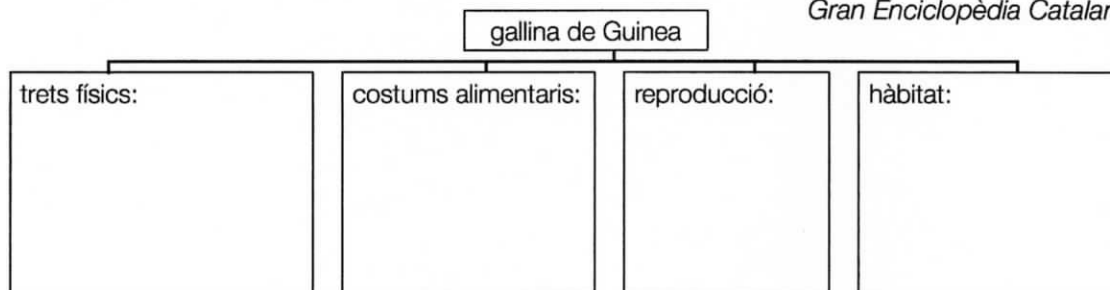 Gran Enciclopèdia Catalan
gallina de Guinea
trets físics:
costums alimentaris:
reproducció:
hàbitat: